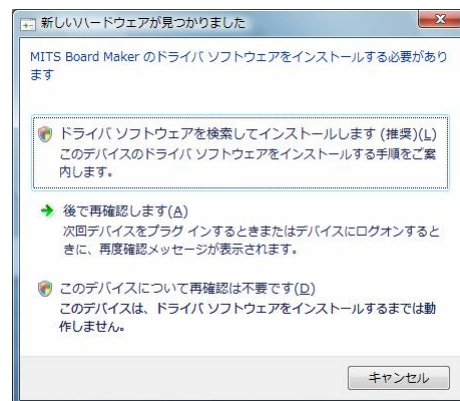 新しいハードウェアが見つかりました
MITS Board Maker のドライバ ソフトウェアをインストールする必要があり
ます
ドライバ ソフトウェアを検索してインストールします (推奨)(L)
このデバイスのドライバ ソフトウェアをインストールする手順をご案
内します。
後で再確認します(A)
次回デバイスをプラグ インするときまたはデバイスにログオンすると
きに、再度確認メッセージが表示されます。
このデバイスについて再確認は不要です(D)
このデバイスは、ドライバ ソフトウェアをインストールするまでは動
作しません。
キャンセル